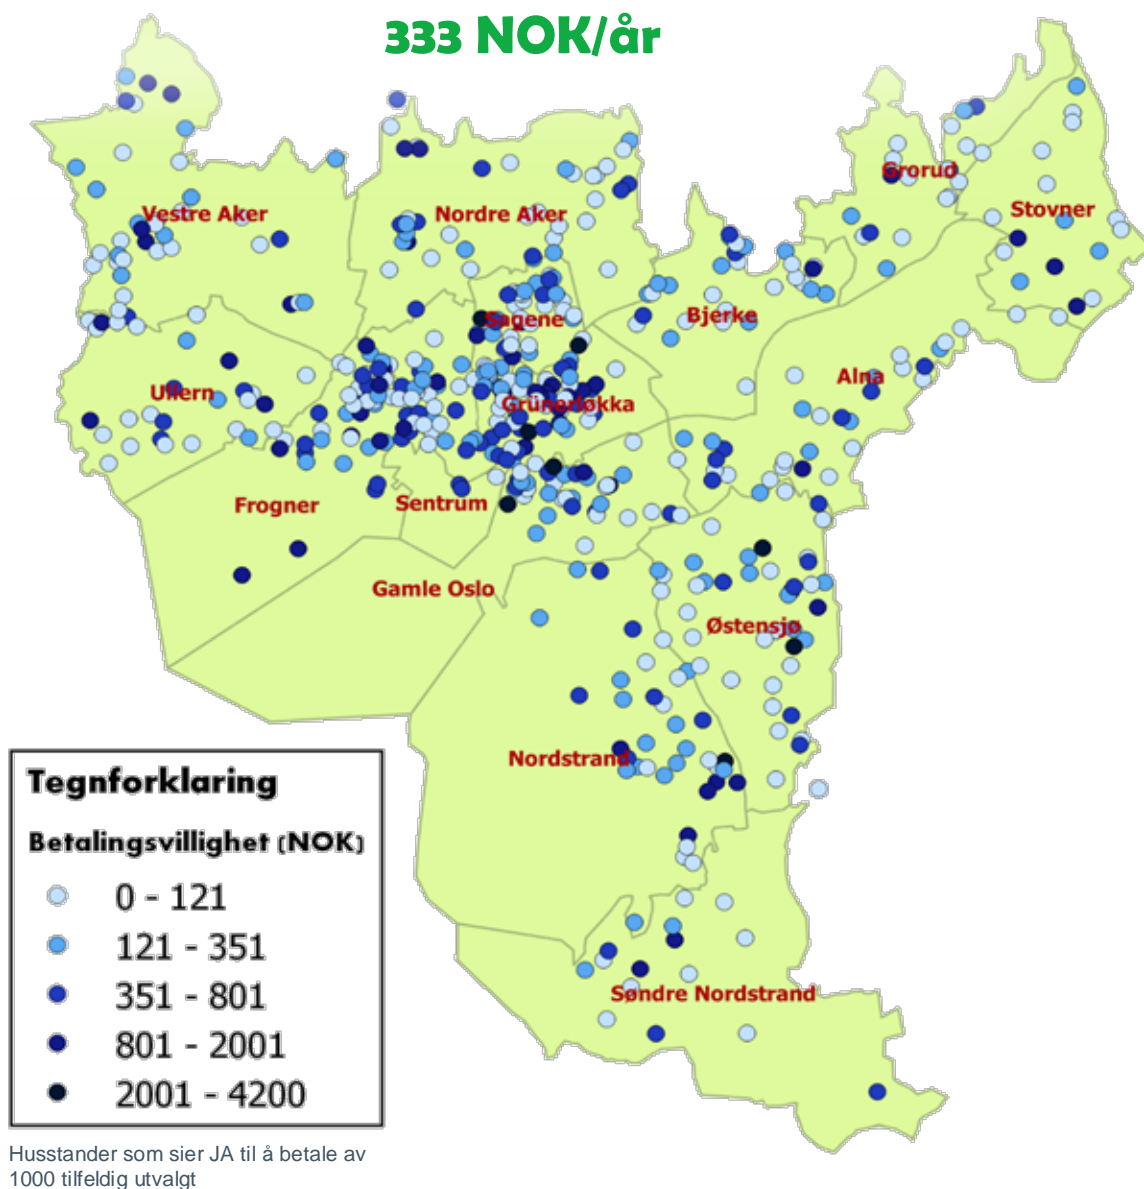 333 NOK/år
Grorud
Stovner
Vestre Aker
Nordre Aker
Sagene
Bjerke
Alna
Ullern
Grünerløkka
Frogner
Sentrum
Gamle Oslo
Østensjø
Nordstrand
Søndre Nordstrand
Tegnforklaring
Betalingsvillighet (NOK)
0 - 121
121 - 351
351 - 801
801 - 2001
2001 - 4200
Husstander som sier JA til å betale av
1000 tilfeldig utvalgt